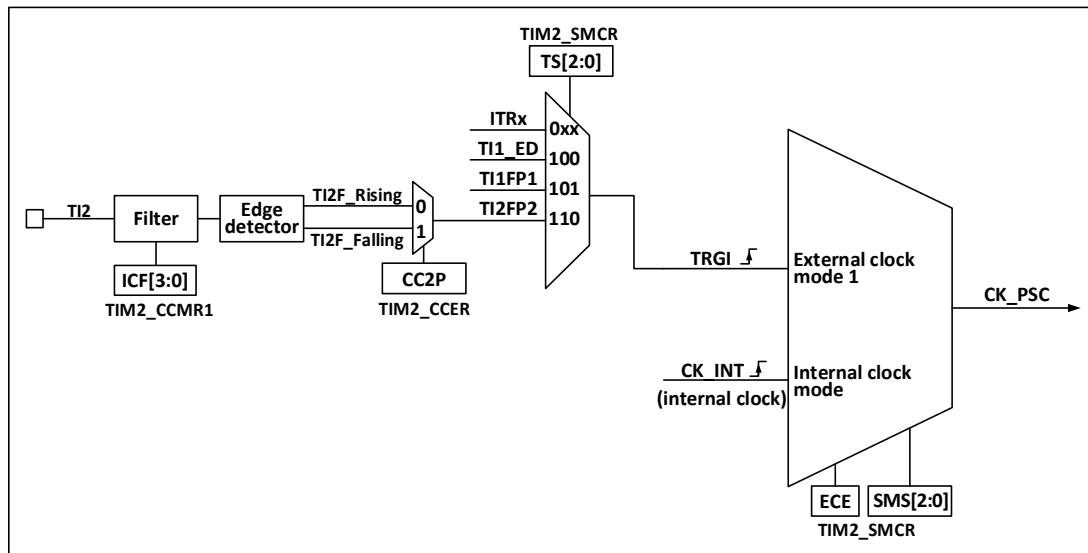 TIM2_SMCR
TS[2:0]
ITRx
0xx
TI1_ED
100
TI1FP1
101
TI2FP2
110
TI2
Filter
Edge
detector
TI2F_Rising
0
TI2F_Falling
1
ICF[3:0]
TIM2_CCMR1
CC2P
TIM2_CCER
TRGI
External clock
mode 1
CK_PSC
CK_INT
(internal clock)
Internal clock
mode
ECE
SMS[2:0]
TIM2_SMCR